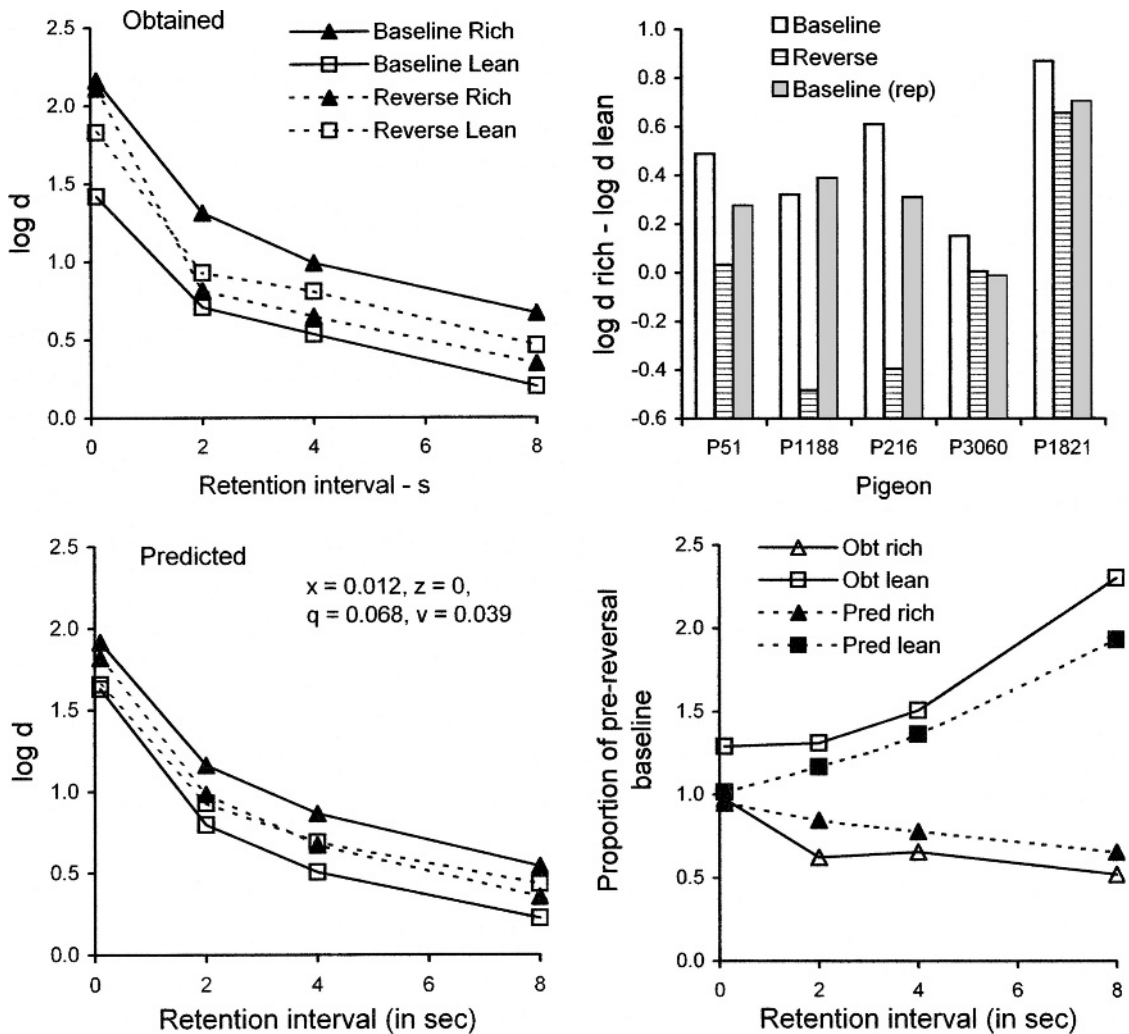 Obtained
Baseline Rich
Baseline Lean
Reverse Rich
Reverse Lean
2.5
2.0
1.5
1.0
0.5
0.0
log d
0 2 4 6 8
Retention interval - s
Baseline
Reverse
Baseline (rep)
1.0
0.8
0.6
0.4
0.2
0.0
-0.2
-0.4
-0.6
log d rich - log d lean
P51 P1188 P216 P3060 P1821
Pigeon
Predicted
x = 0.012, z = 0,
q = 0.068, v = 0.039
2.5
2.0
1.5
1.0
0.5
0.0
log d
0 2 4 6 8
Retention interval (in sec)
Obt rich
Obt lean
Pred rich
Pred lean
2.5
2.0
1.5
1.0
0.5
0.0
Proportion of pre-reversal
baseline
0 2 4 6 8
Retention interval (in sec)